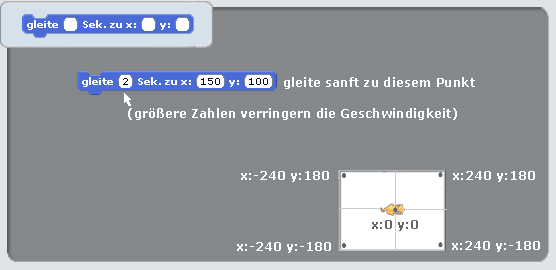 gleite Sek. zu x: y:
gleite 2 Sek. zu x: 150 y: 100 gleite sanft zu diesem Punkt
(größere Zahlen verringern die Geschwindigkeit)
x:-240 y:180 x:240 y:180
x:0 y:0
x:-240 y:-180 x:240 y:-180